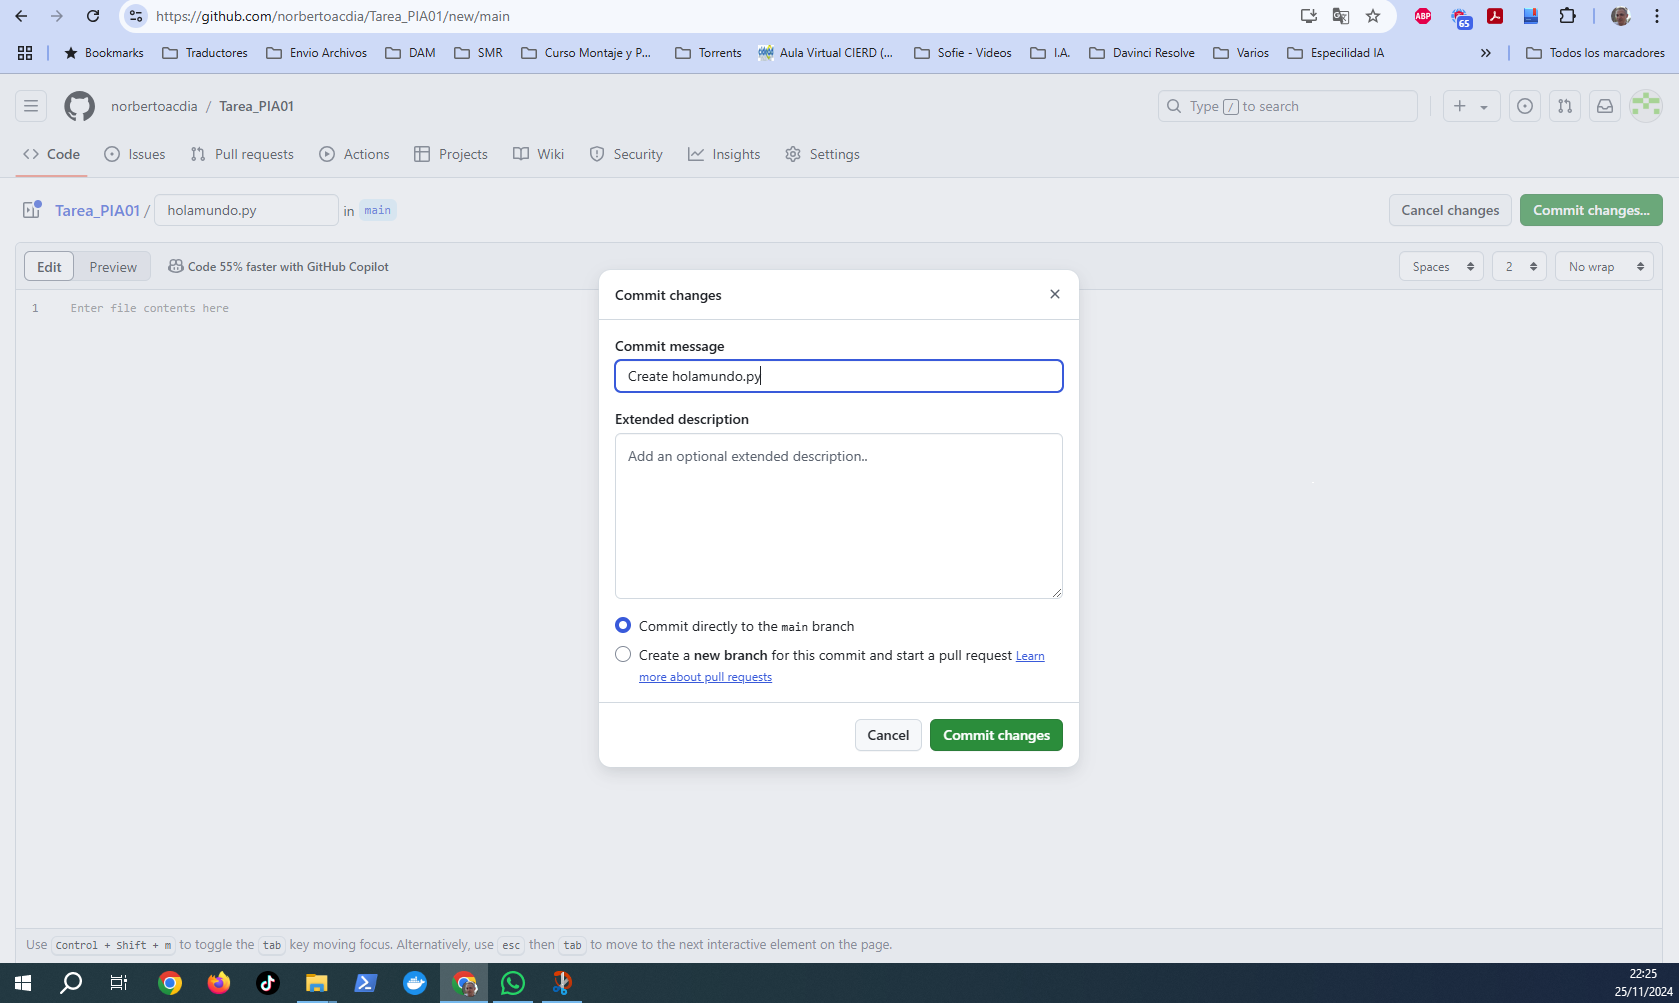 https://github.com/norbertoacdia/Tarea_PIA01/new/main
ABP
65
Bookmarks
Traductores
Envio Archivos
DAM
SMR
Curso Montaje y P...
Torrents
Aula Virtual CIERD (...
Sofie - Videos
I.A.
Davinci Resolve
Varios
Especilidad IA
»
Todos los marcadores
norbertoacdia / Tarea_PIA01
Type / to search
Code
Issues
Pull requests
Actions
Projects
Wiki
Security
Insights
Settings
Tarea_PIA01 / holamundo.py in main
Cancel changes
Commit changes...
Edit
Preview
Code 55% faster with GitHub Copilot
Spaces
2
No wrap
1 Enter file contents here
Commit changes
Commit message
Create holamundo.py
Extended description
Add an optional extended description..
Commit directly to the main branch
Create a new branch for this commit and start a pull request Learn
more about pull requests
Cancel
Commit changes
Use Control + Shift + m to toggle the tab key moving focus. Alternatively, use esc then tab to move to the next interactive element on the page.
22:25
25/11/2024